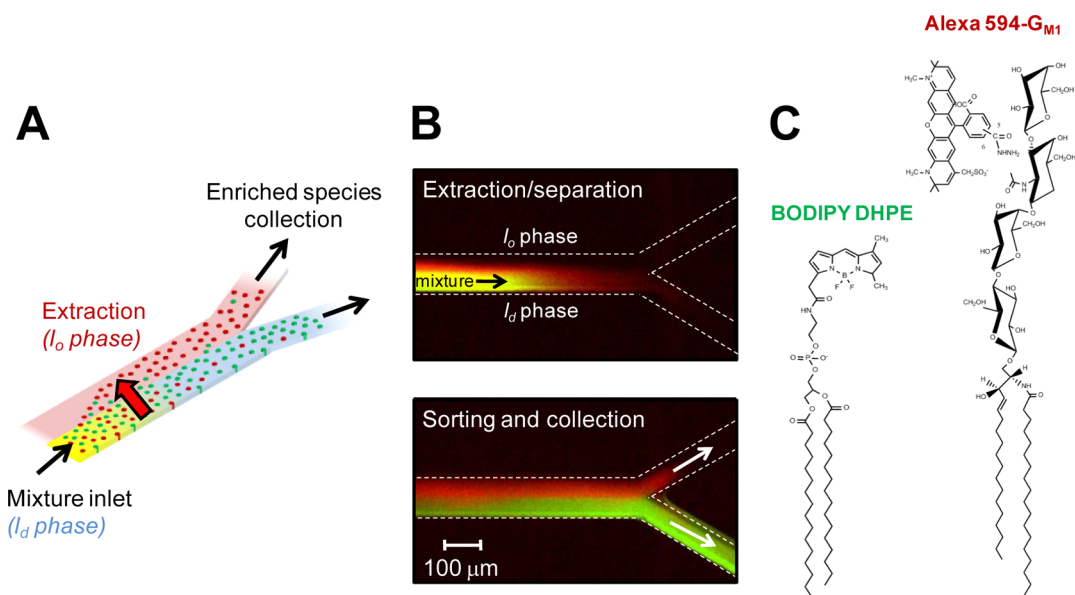 A
Enriched species
collection
Extraction
(lo phase)
Mixture inlet
(ld phase)
B
Extraction/separation
lo phase
mixture
ld phase
Sorting and collection
100 µm
C
Alexa 594-GM1
BODIPY DHPE